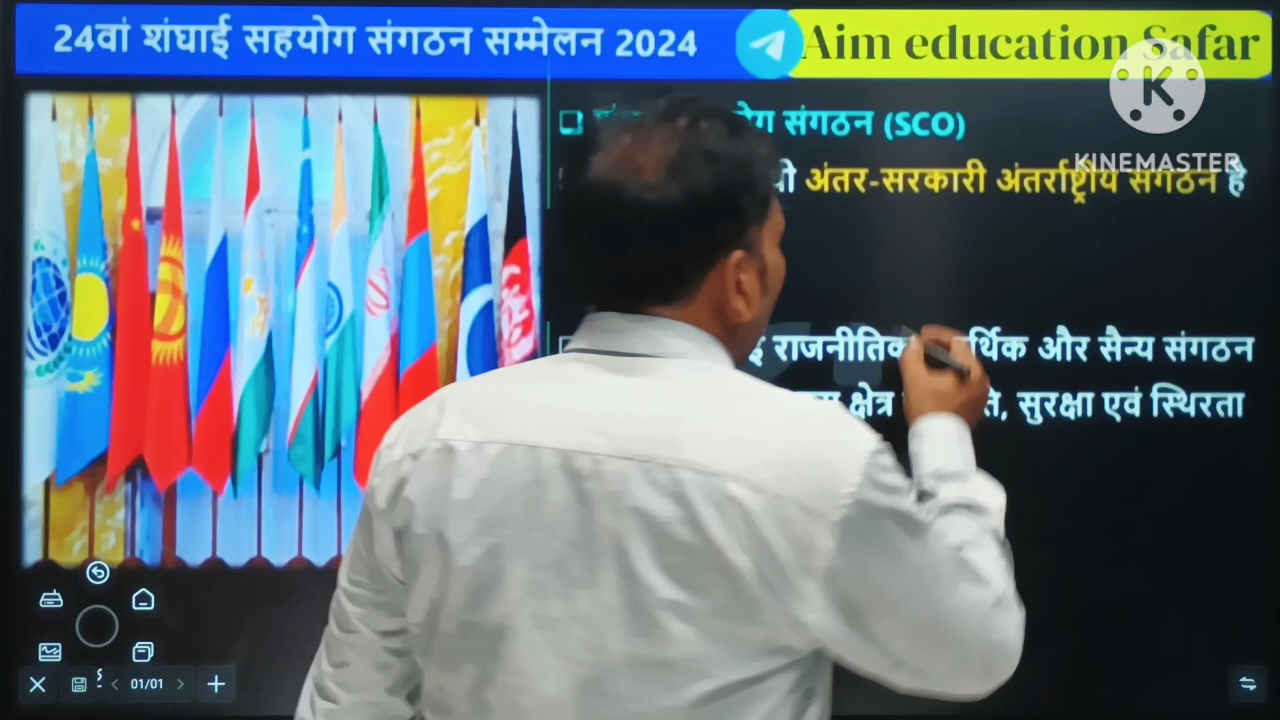 24वां शंघाई सहयोग संगठन सम्मेलन 2024
Aim education Safar
KINEMASTER
संगठन (SCO)
अंतर-सरकारी अंतर्राष्ट्रीय संगठन है
राजनीतिक और सैन्य संगठन
क्षेत्र सुरक्षा एवं स्थिरता
01/01